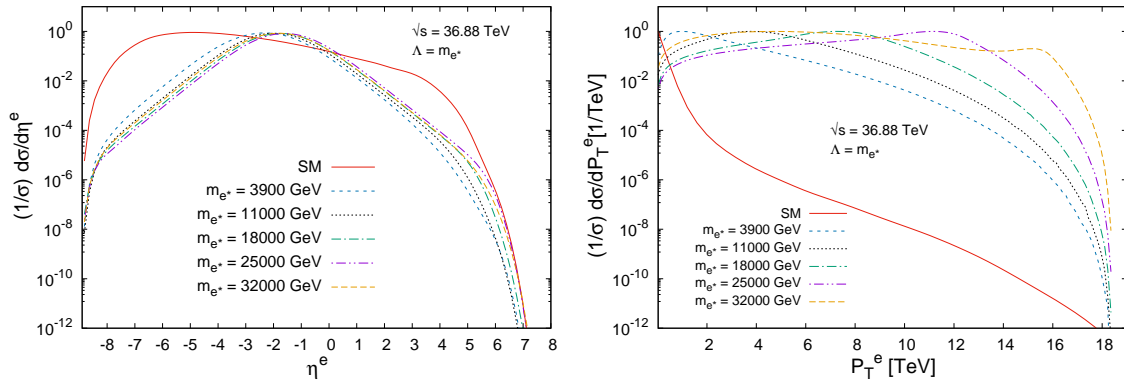 10^0
10^-2
10^-4
10^-6
10^-8
10^-10
10^-12
(1/σ) dσ/dη^e
√s = 36.88 TeV
Λ = m_e*
SM
m_e* = 3900 GeV
m_e* = 11000 GeV
m_e* = 18000 GeV
m_e* = 25000 GeV
m_e* = 32000 GeV
-8 -7 -6 -5 -4 -3 -2 -1 0 1 2 3 4 5 6 7 8
η^e
10^0
10^-2
10^-4
10^-6
10^-8
10^-10
10^-12
(1/σ) dσ/dP_T^e [1/TeV]
√s = 36.88 TeV
Λ = m_e*
SM
m_e* = 3900 GeV
m_e* = 11000 GeV
m_e* = 18000 GeV
m_e* = 25000 GeV
m_e* = 32000 GeV
2 4 6 8 10 12 14 16 18
P_T^e [TeV]